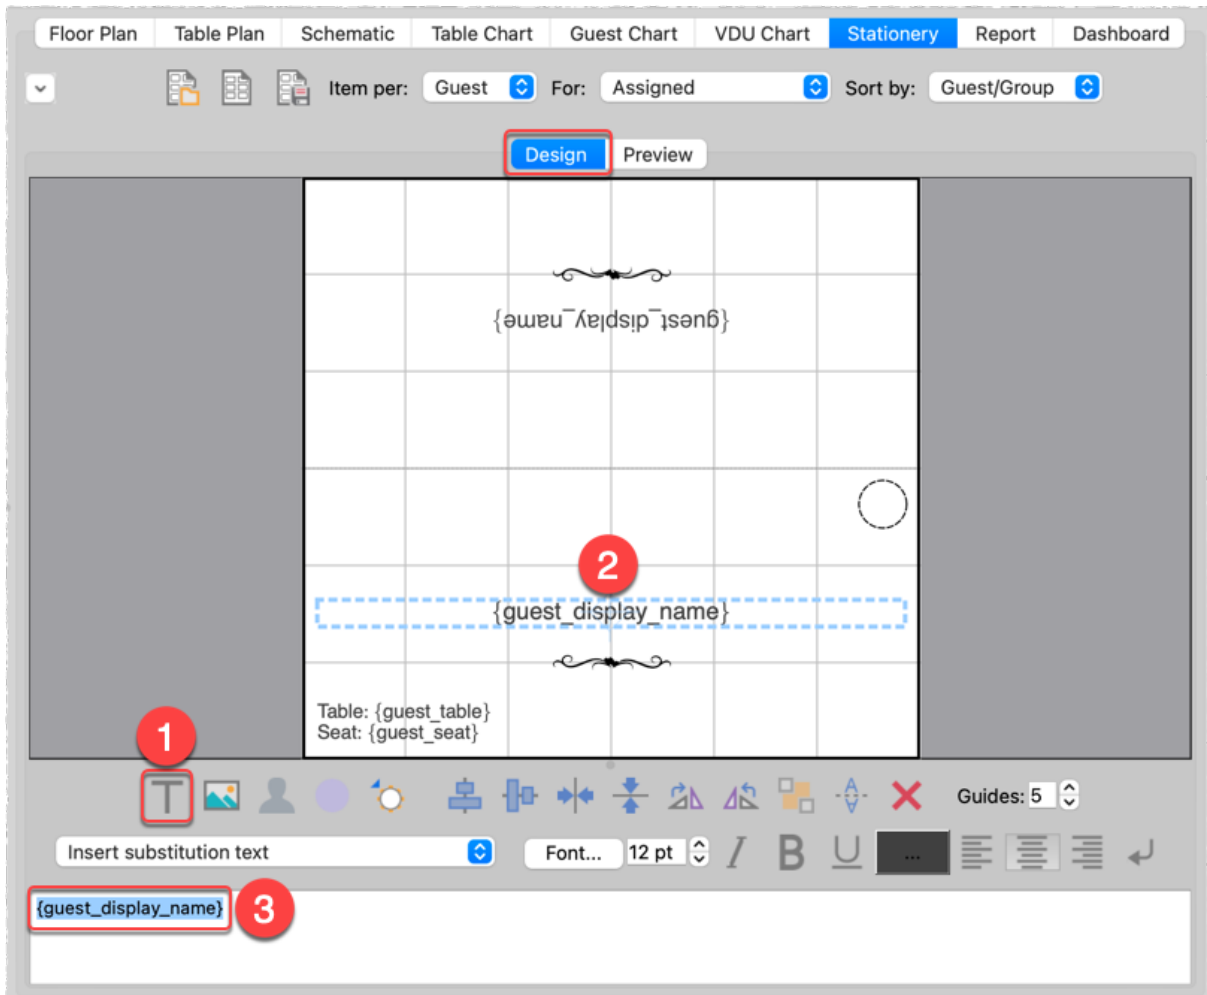 Floor Plan Table Plan Schematic Table Chart Guest Chart VDU Chart Stationery Report Dashboard
Item per: Guest For: Assigned Sort by: Guest/Group
Design Preview
{guest_display_name}
2
{guest_display_name}
Table: {guest_table}
Seat: {guest_seat}
1
T Guides: 5
Insert substitution text Font... 12 pt I B U ...
{guest_display_name} 3